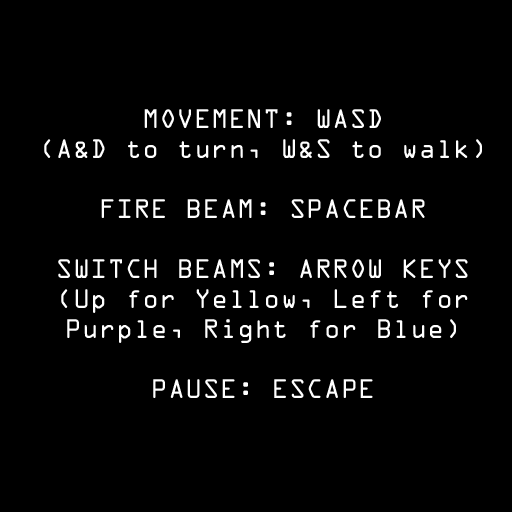 MOVEMENT: WASD
(A&D to turn, W&S to walk)
FIRE BEAM: SPACEBAR
SWITCH BEAMS: ARROW KEYS
(Up for Yellow, Left for
Purple, Right for Blue)
PAUSE: ESCAPE